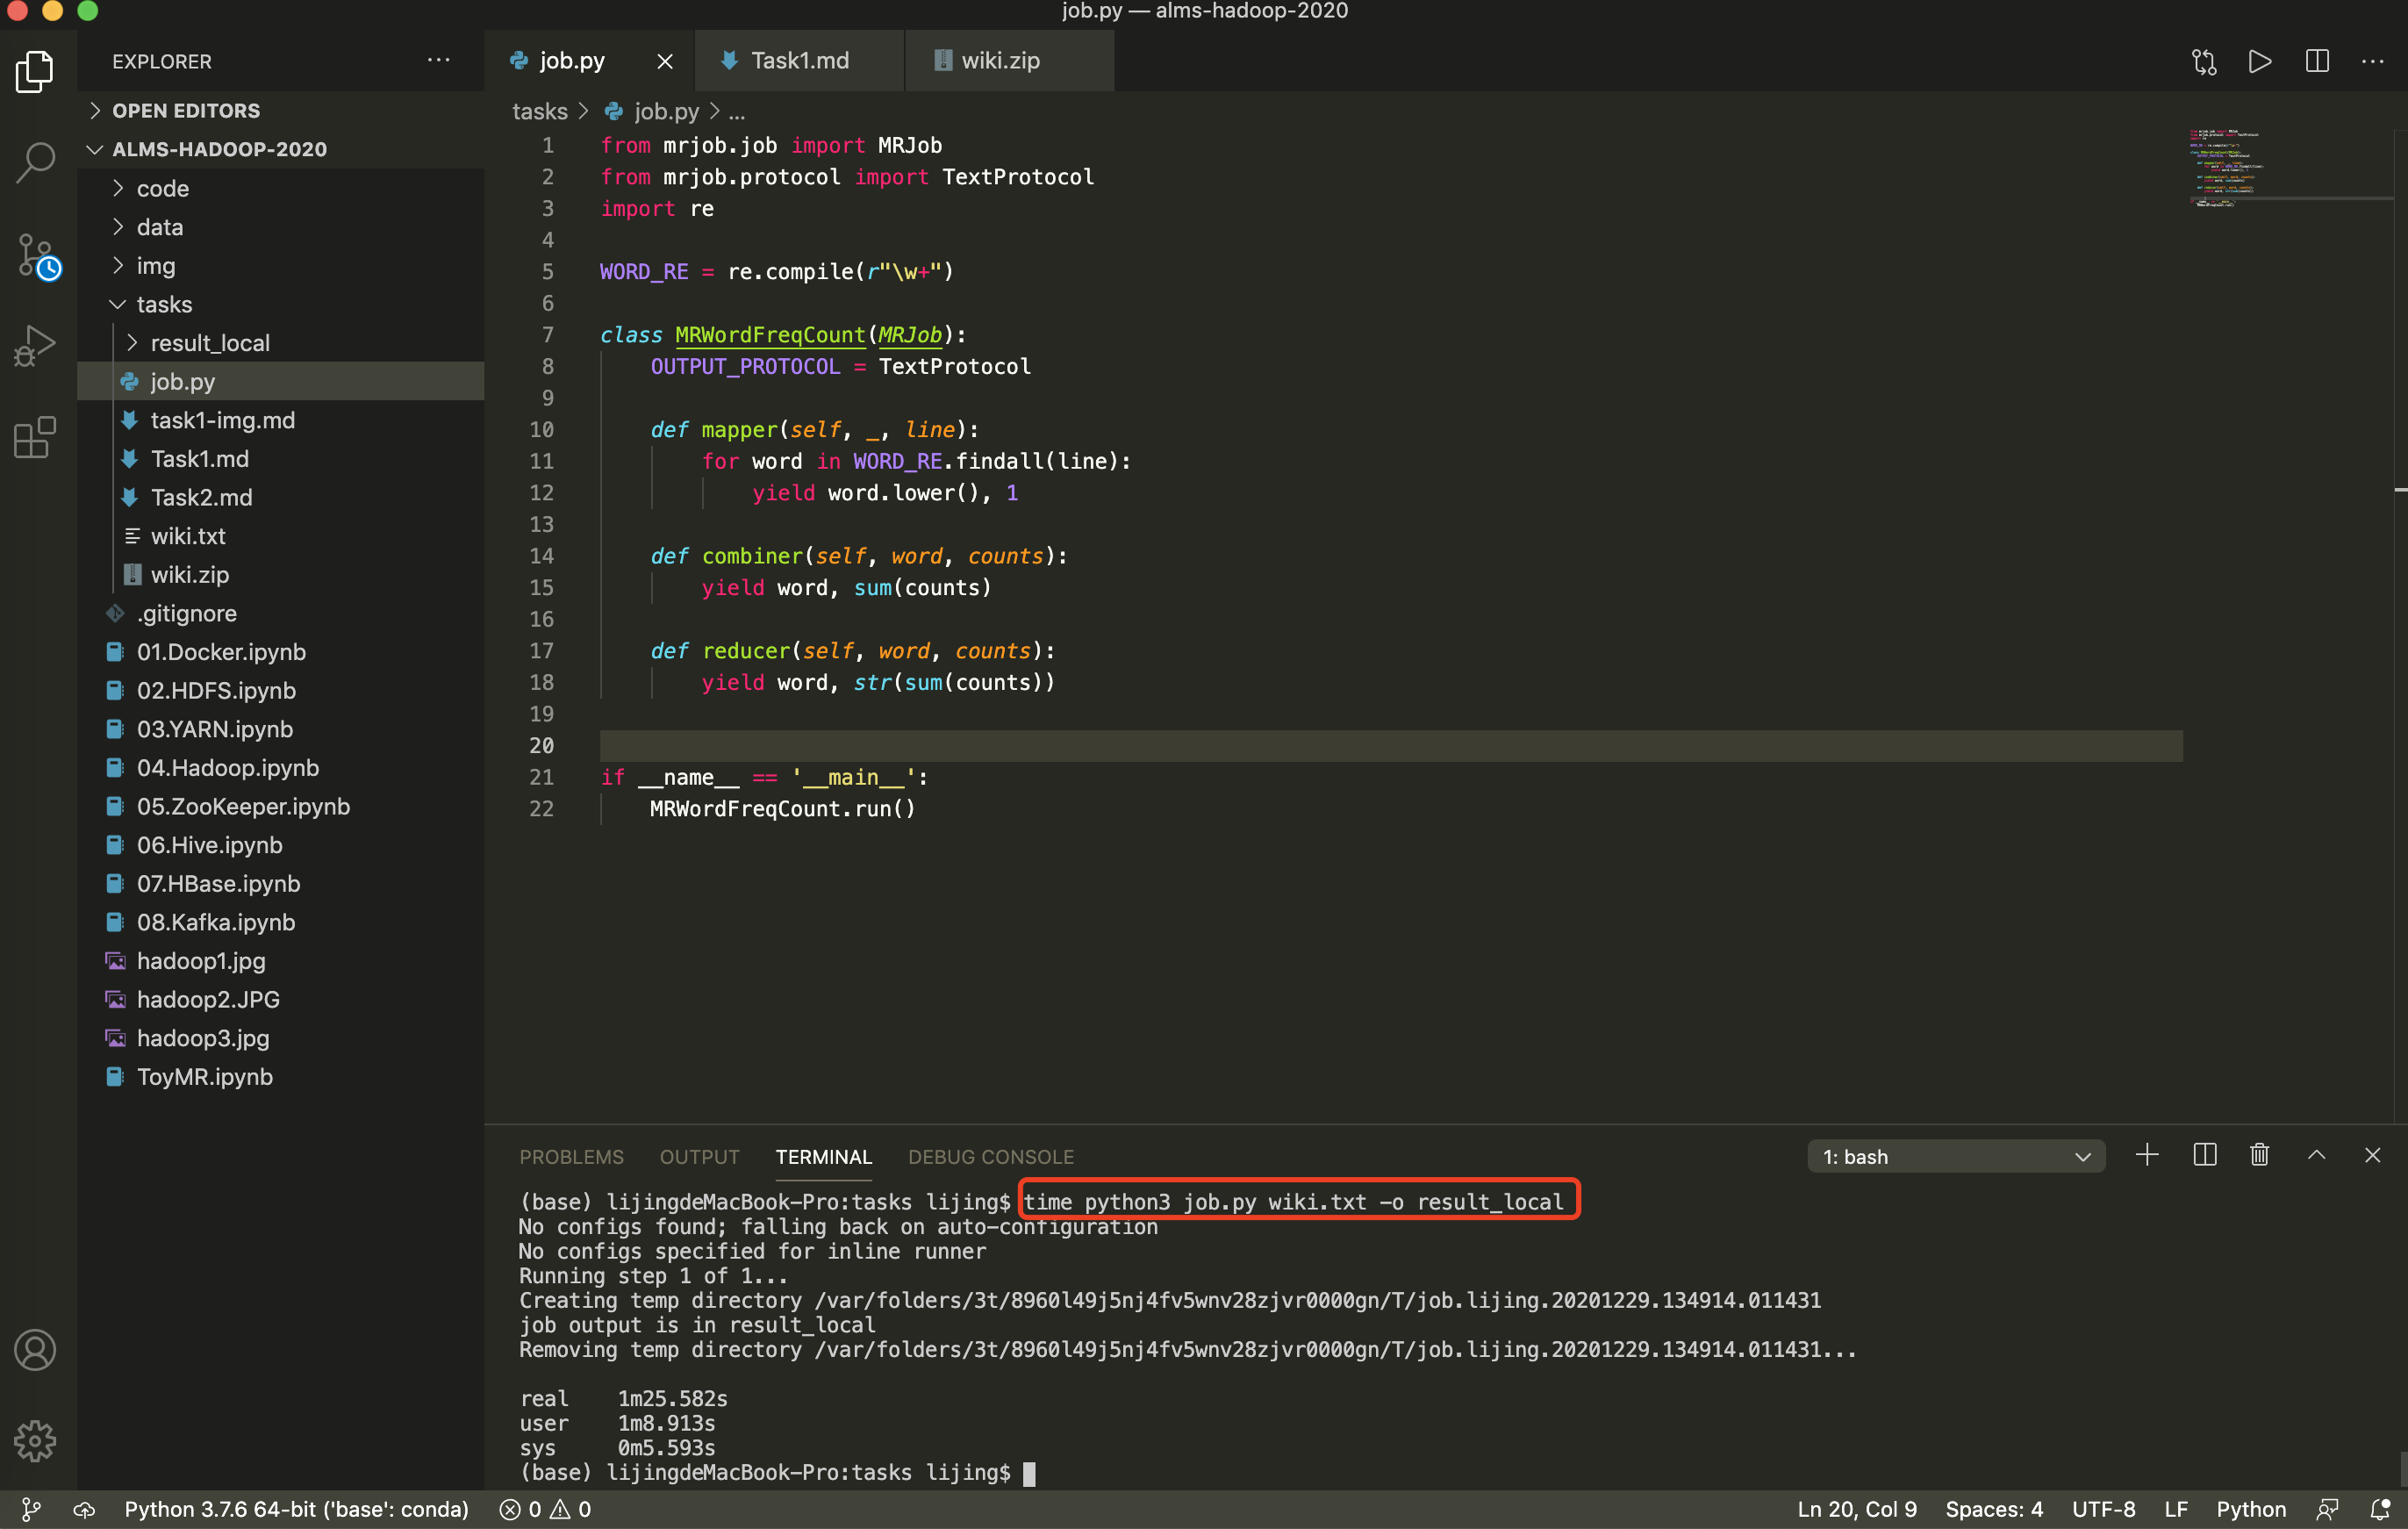 job.py — alms-hadoop-2020
EXPLORER
OPEN EDITORS
ALMS-HADOOP-2020
code
data
img
tasks
result_local
job.py
task1-img.md
Task1.md
Task2.md
wiki.txt
wiki.zip
.gitignore
01.Docker.ipynb
02.HDFS.ipynb
03.YARN.ipynb
04.Hadoop.ipynb
05.ZooKeeper.ipynb
06.Hive.ipynb
07.HBase.ipynb
08.Kafka.ipynb
hadoop1.jpg
hadoop2.JPG
hadoop3.jpg
ToyMR.ipynb
job.py Task1.md wiki.zip
tasks > job.py > ...
1 from mrjob.job import MRJob
2 from mrjob.protocol import TextProtocol
3 import re
4
5 WORD_RE = re.compile(r"\w+")
6
7 class MRWordFreqCount(MRJob):
8     OUTPUT_PROTOCOL = TextProtocol
9
10     def mapper(self, _, line):
11         for word in WORD_RE.findall(line):
12             yield word.lower(), 1
13
14     def combiner(self, word, counts):
15         yield word, sum(counts)
16
17     def reducer(self, word, counts):
18         yield word, str(sum(counts))
19
20
21 if __name__ == '__main__':
22     MRWordFreqCount.run()
PROBLEMS OUTPUT TERMINAL DEBUG CONSOLE 1: bash
(base) lijingdeMacBook-Pro:tasks lijing$ time python3 job.py wiki.txt -o result_local
No configs found; falling back on auto-configuration
No configs specified for inline runner
Running step 1 of 1...
Creating temp directory /var/folders/3t/8960l49j5nj4fv5wnv28zjvr0000gn/T/job.lijing.20201229.134914.011431
job output is in result_local
Removing temp directory /var/folders/3t/8960l49j5nj4fv5wnv28zjvr0000gn/T/job.lijing.20201229.134914.011431...
real 1m25.582s
user 1m8.913s
sys 0m5.593s
(base) lijingdeMacBook-Pro:tasks lijing$
Python 3.7.6 64-bit ('base': conda) 0 0 Ln 20, Col 9 Spaces: 4 UTF-8 LF Python